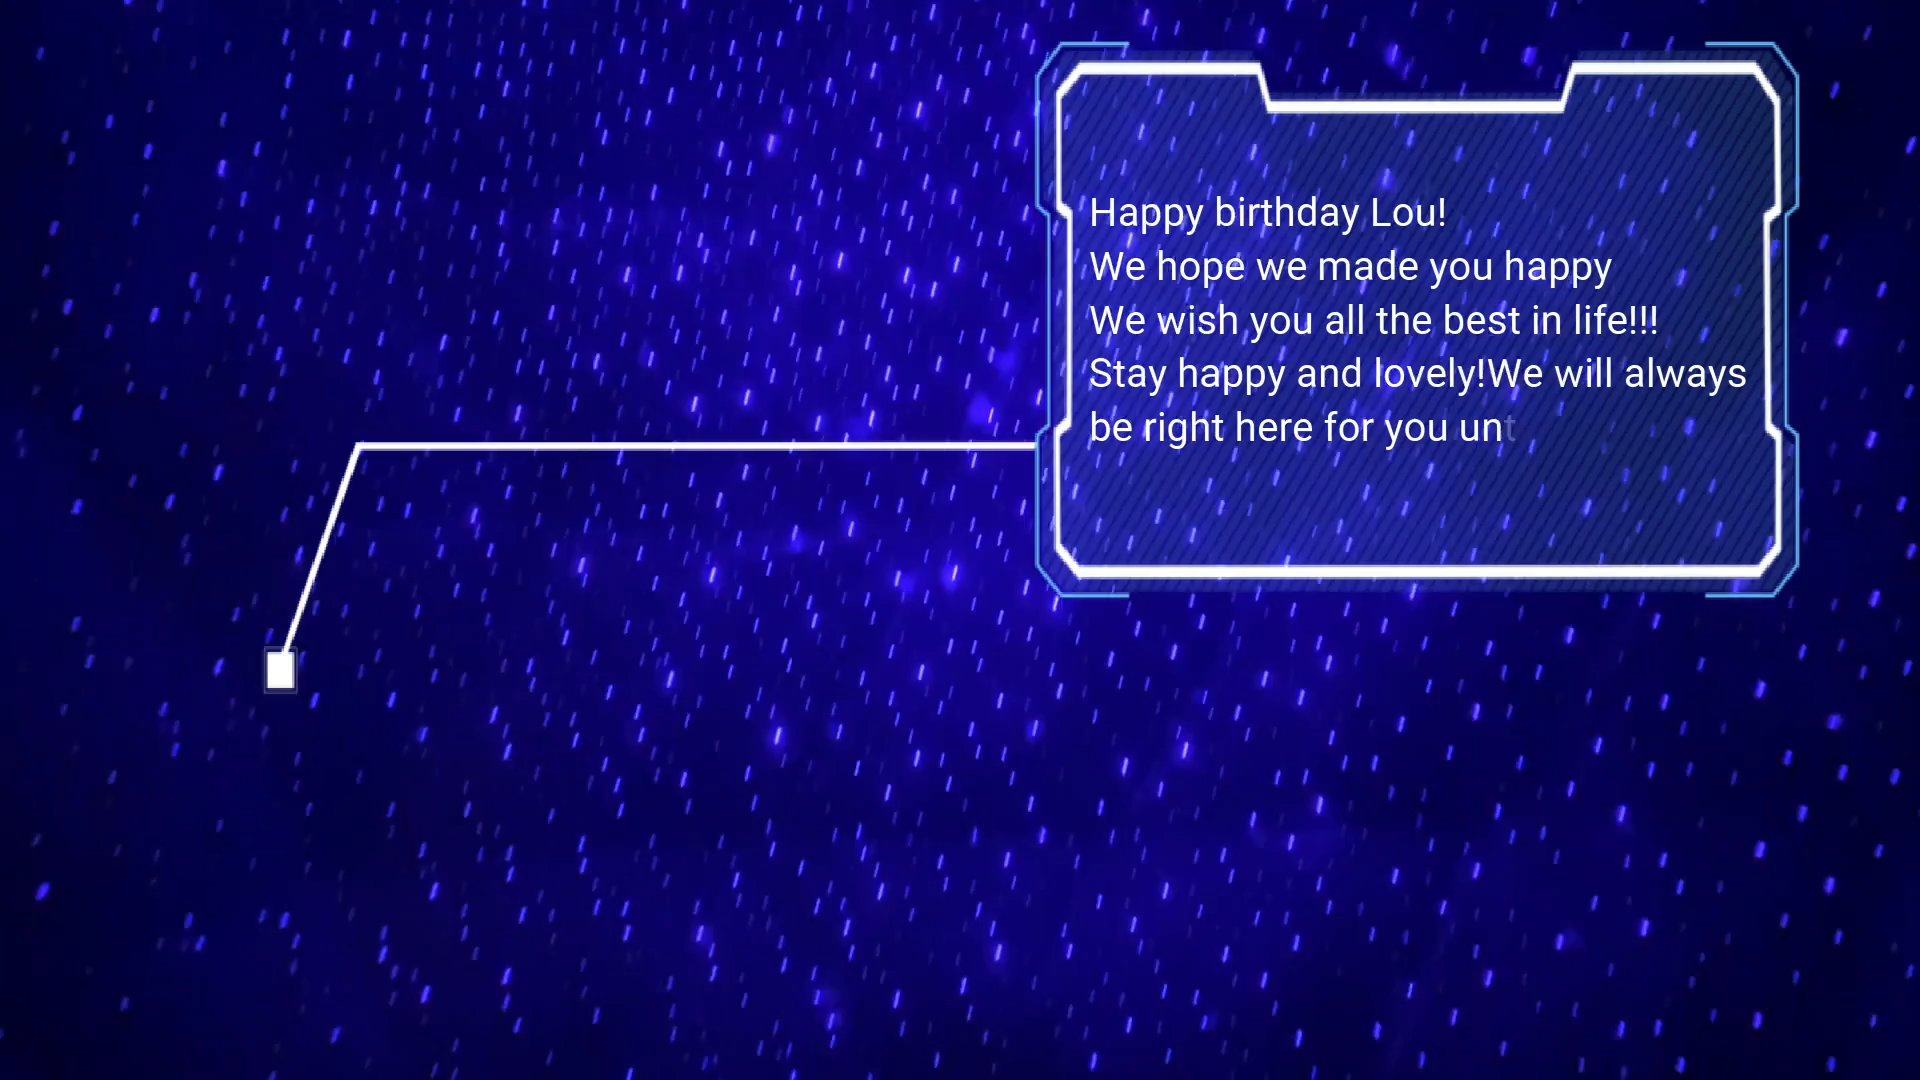 Happy birthday Lou!
We hope we made you happy
We wish you all the best in life!!!
Stay happy and lovely!We will always
be right here for you unt